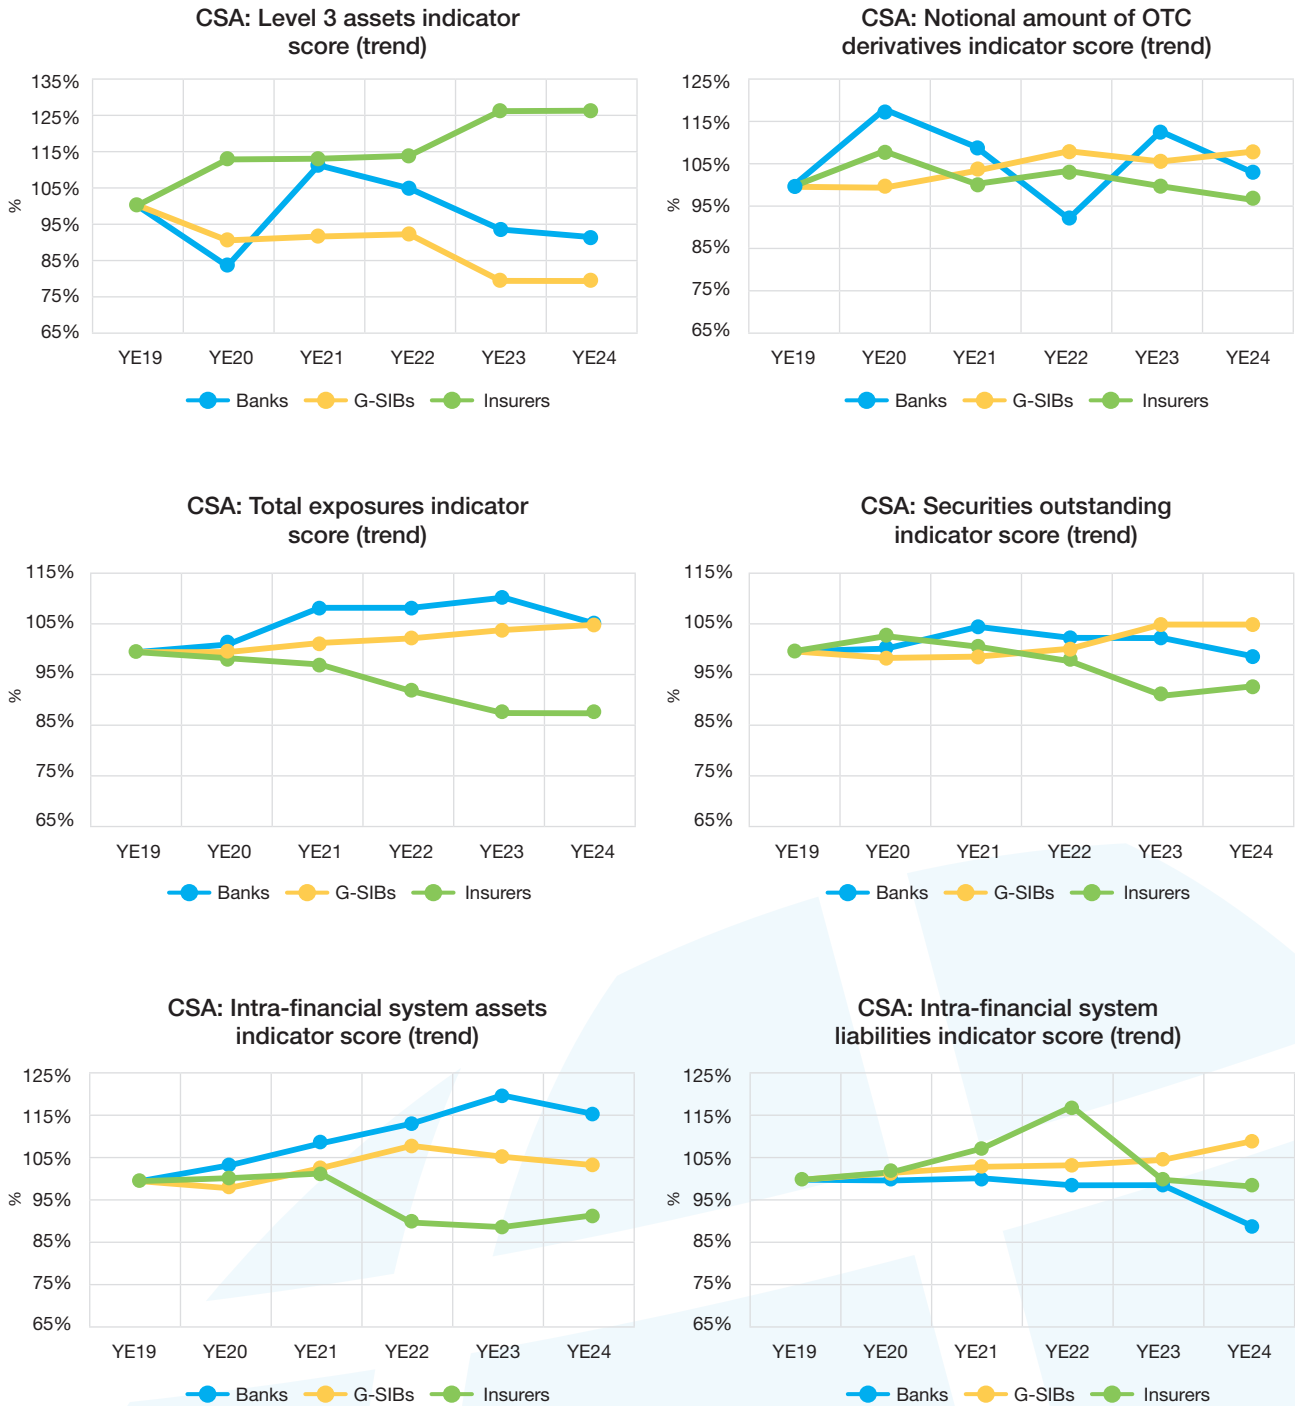 CSA: Level 3 assets indicator
score (trend)
135%
125%
115%
105%
95%
85%
75%
65%
%
YE19 YE20 YE21 YE22 YE23 YE24
Banks G-SIBs Insurers
CSA: Notional amount of OTC
derivatives indicator score (trend)
125%
115%
105%
95%
85%
75%
65%
%
YE19 YE20 YE21 YE22 YE23 YE24
Banks G-SIBs Insurers
CSA: Total exposures indicator
score (trend)
115%
105%
95%
85%
75%
65%
%
YE19 YE20 YE21 YE22 YE23 YE24
Banks G-SIBs Insurers
CSA: Securities outstanding
indicator score (trend)
115%
105%
95%
85%
75%
65%
%
YE19 YE20 YE21 YE22 YE23 YE24
Banks G-SIBs Insurers
CSA: Intra-financial system assets
indicator score (trend)
125%
115%
105%
95%
85%
75%
65%
%
YE19 YE20 YE21 YE22 YE23 YE24
Banks G-SIBs Insurers
CSA: Intra-financial system
liabilities indicator score (trend)
125%
115%
105%
95%
85%
75%
65%
%
YE19 YE20 YE21 YE22 YE23 YE24
Banks G-SIBs Insurers